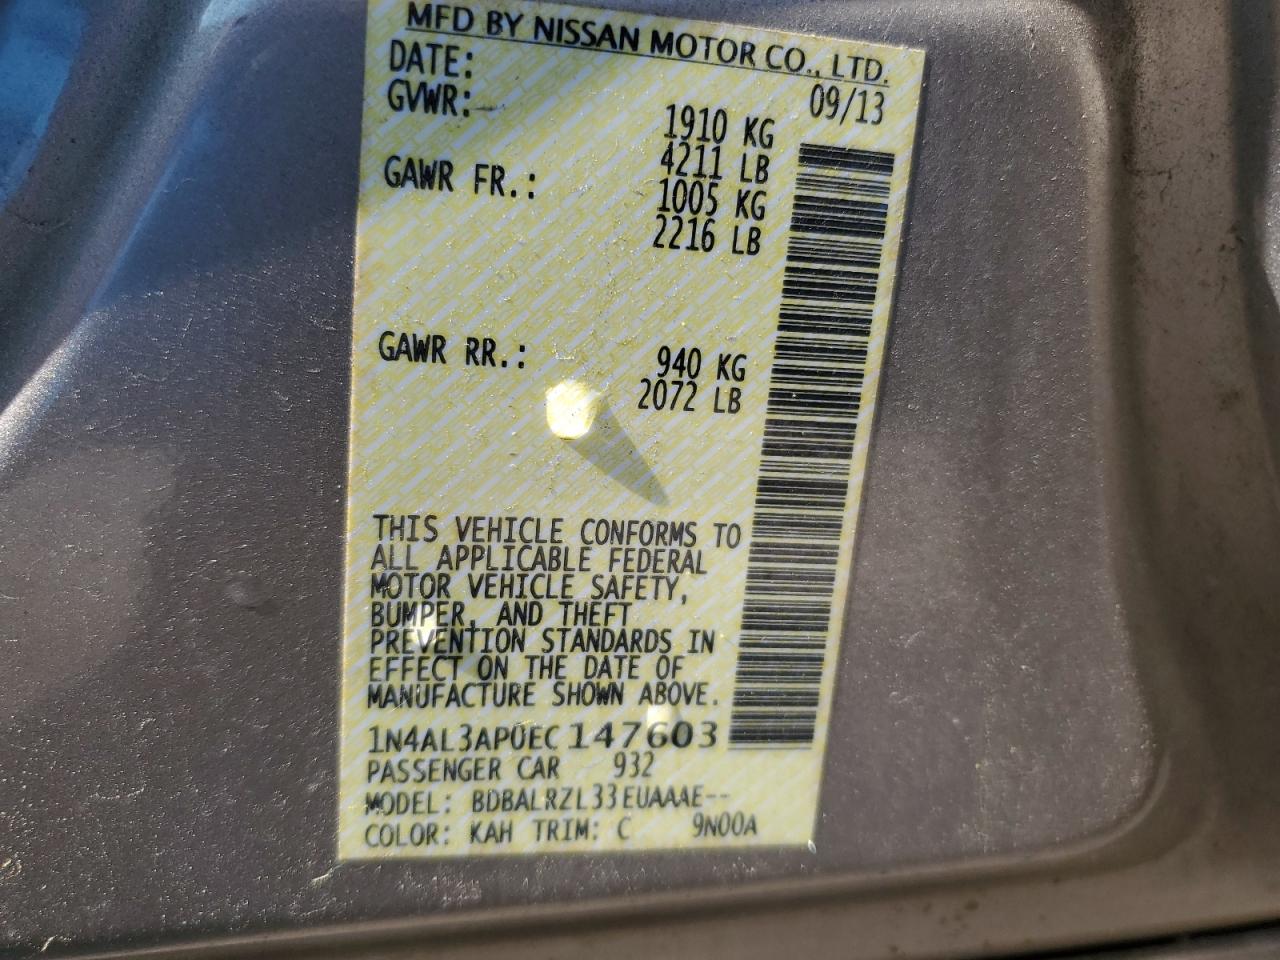 MFD BY NISSAN MOTOR CO., LTD.
DATE: 09/13
GVWR: 1910 KG
4211 LB
GAWR FR.: 1005 KG
2216 LB
GAWR RR.: 940 KG
2072 LB
THIS VEHICLE CONFORMS TO
ALL APPLICABLE FEDERAL
MOTOR VEHICLE SAFETY,
BUMPER, AND THEFT
PREVENTION STANDARDS IN
EFFECT ON THE DATE OF
MANUFACTURE SHOWN ABOVE.
1N4AL3AP0EC147603
PASSENGER CAR 932
MODEL: BDBALRZL33EUAAAE--
COLOR: KAH TRIM: C 9N00A